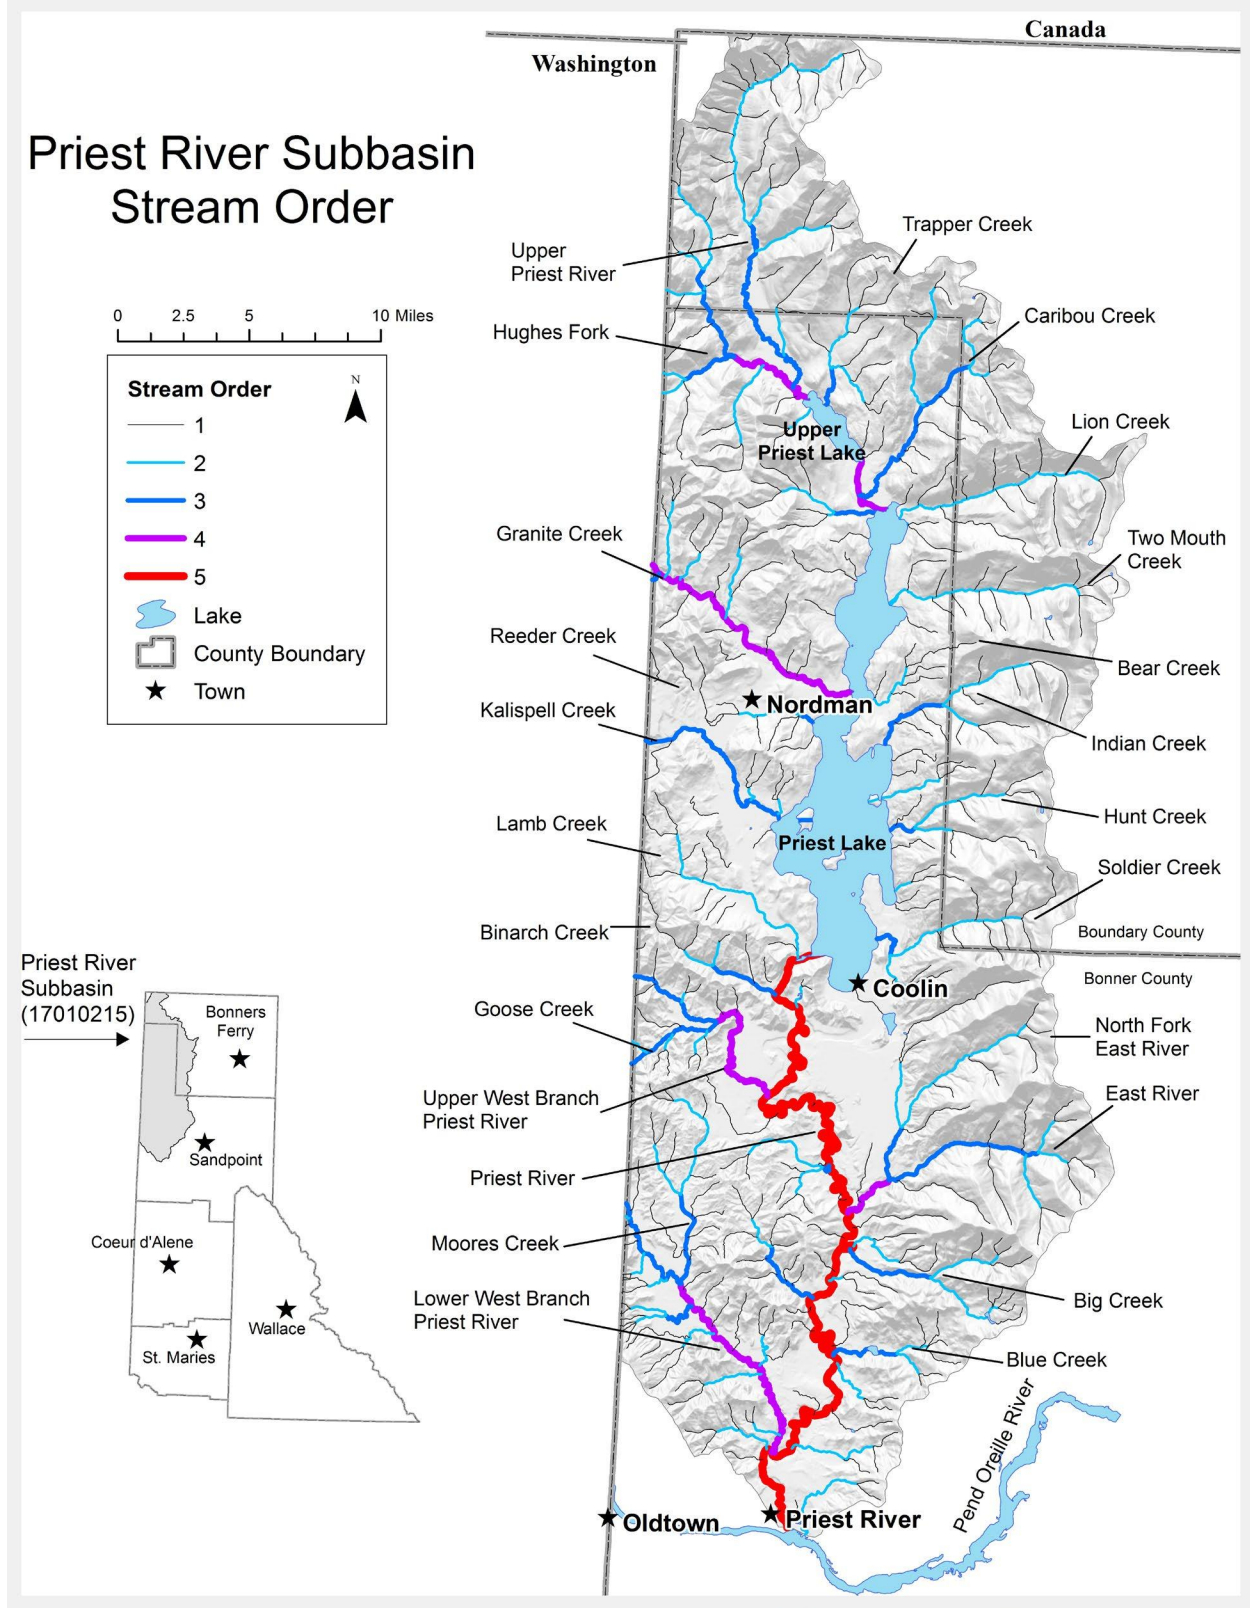 Canada
Washington
Priest River Subbasin
Stream Order
Trapper Creek
Upper
Priest River
0 2.5 5 10 Miles
Caribou Creek
Hughes Fork
Stream Order
N
1
2
3
4
5
Lake
County Boundary
Town
Upper
Priest Lake
Lion Creek
Granite Creek
Two Mouth
Creek
Reeder Creek
Bear Creek
Nordman
Kalispell Creek
Indian Creek
Lamb Creek
Hunt Creek
Priest Lake
Soldier Creek
Binarch Creek
Boundary County
Bonner County
Coolin
Goose Creek
North Fork
East River
Upper West Branch
Priest River
East River
Priest River
Moores Creek
Lower West Branch
Priest River
Big Creek
Blue Creek
Pend Oreille River
Oldtown
Priest River
Priest River
Subbasin
(17010215)
Bonners
Ferry
Sandpoint
Coeur d'Alene
Wallace
St. Maries